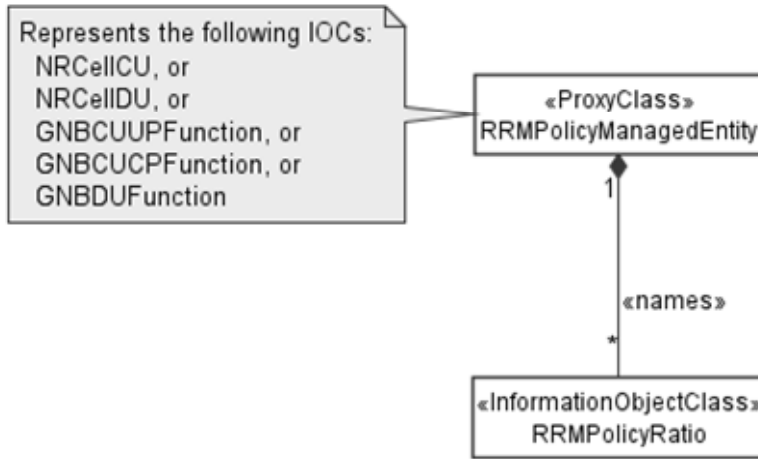 Represents the following IOCs:
NRCellCU, or
NRCellDU, or
GNBCUUPFunction, or
GNBCUCPFunction, or
GNBDUFunction
«ProxyClass»
RRMPolicyManagedEntity
1
«names»
*
«InformationObjectClass»
RRMPolicyRatio